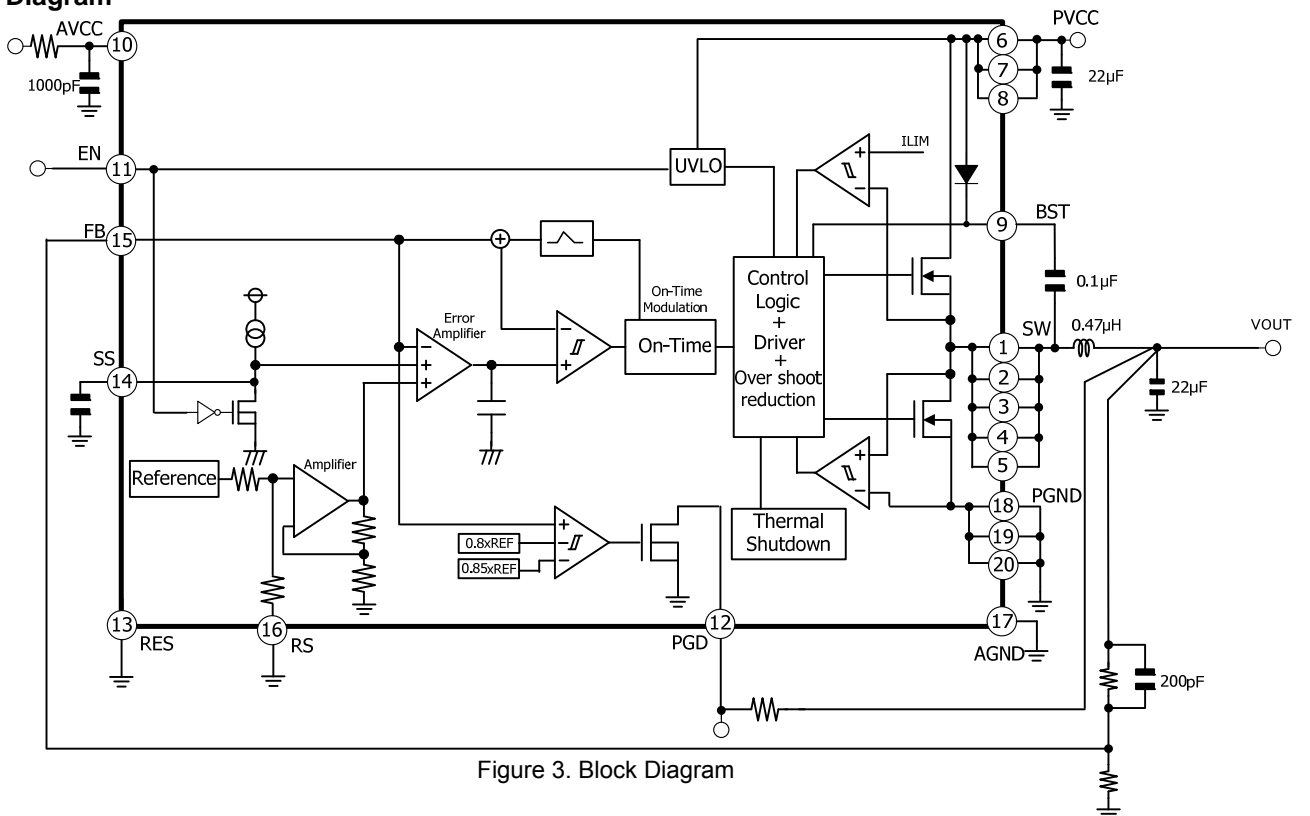 Diagram
AVCC
10
1000pF
PVCC
6
7
8
22µF
EN
11
UVLO
ILIM
+
−
FB
15
+
BST
9
0.1µF
On-Time
Modulation
On-Time
Error
Amplifier
−
+
+
−
+
Control
Logic
+
Driver
+
Over shoot
reduction
SW
1
2
3
4
5
0.47µH
VOUT
22µF
SS
14
Reference
Amplifier
+
−
0.8xREF
0.85xREF
+
−
−
Thermal
Shutdown
18
PGND
19
20
13
RES
16
RS
12
PGD
17
AGND
200pF
Figure 3. Block Diagram